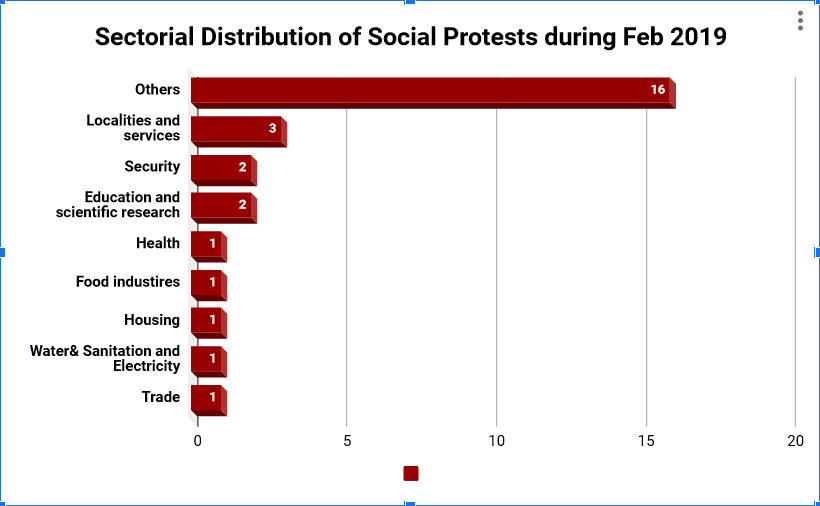 Sectorial Distribution of Social Protests during Feb 2019
Others
16
Localities and
services
3
Security
2
Education and
scientific research
2
Health
1
Food industires
1
Housing
1
Water& Sanitation and
Electricity
1
Trade
1
0 5 10 15 20